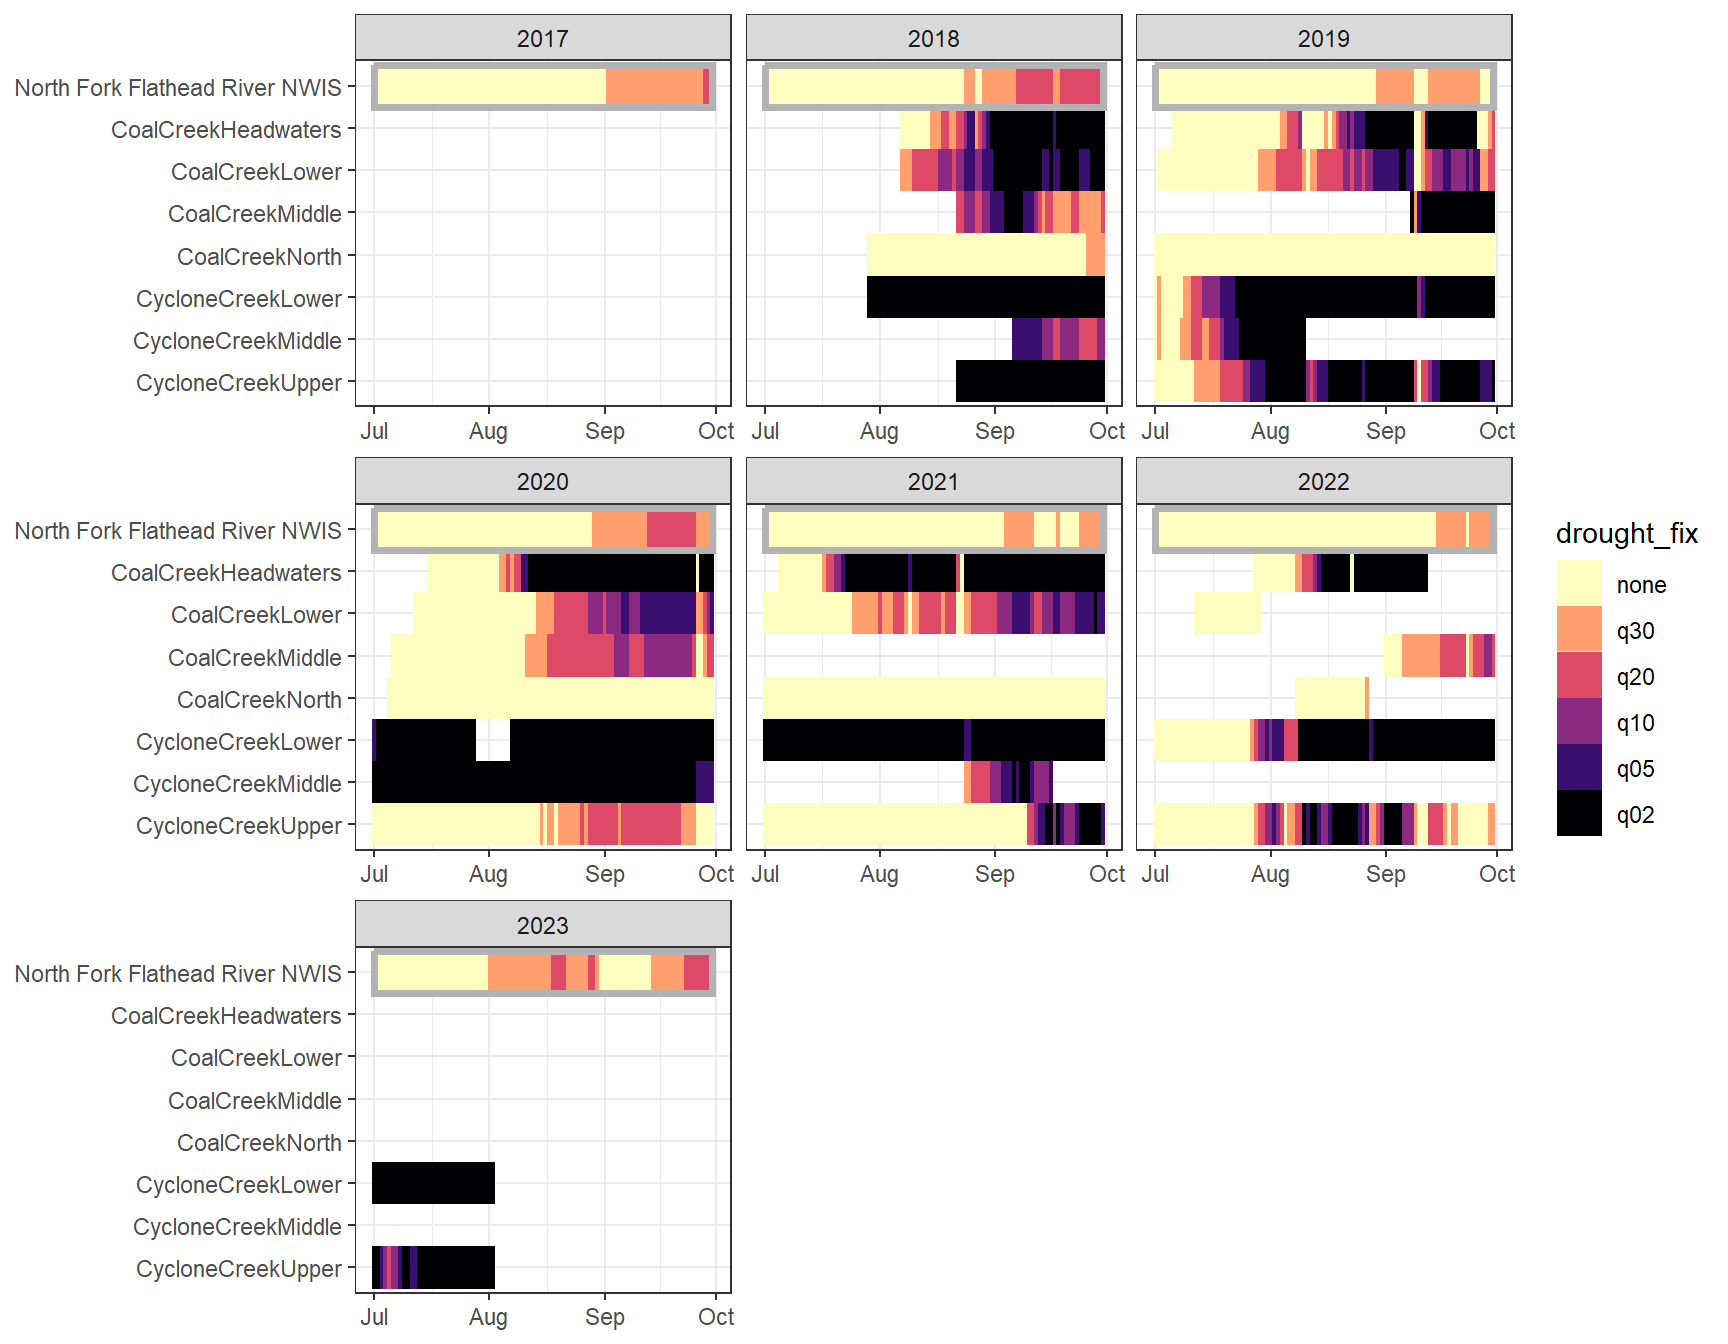 2017 2018 2019
North Fork Flathead River NWIS
CoalCreekHeadwaters
CoalCreekLower
CoalCreekMiddle
CoalCreekNorth
CycloneCreekLower
CycloneCreekMiddle
CycloneCreekUpper
Jul Aug Sep Oct Jul Aug Sep Oct Jul Aug Sep Oct
2020 2021 2022
North Fork Flathead River NWIS
CoalCreekHeadwaters
CoalCreekLower
CoalCreekMiddle
CoalCreekNorth
CycloneCreekLower
CycloneCreekMiddle
CycloneCreekUpper
Jul Aug Sep Oct Jul Aug Sep Oct Jul Aug Sep Oct
drought_fix
none
q30
q20
q10
q05
q02
2023
North Fork Flathead River NWIS
CoalCreekHeadwaters
CoalCreekLower
CoalCreekMiddle
CoalCreekNorth
CycloneCreekLower
CycloneCreekMiddle
CycloneCreekUpper
Jul Aug Sep Oct